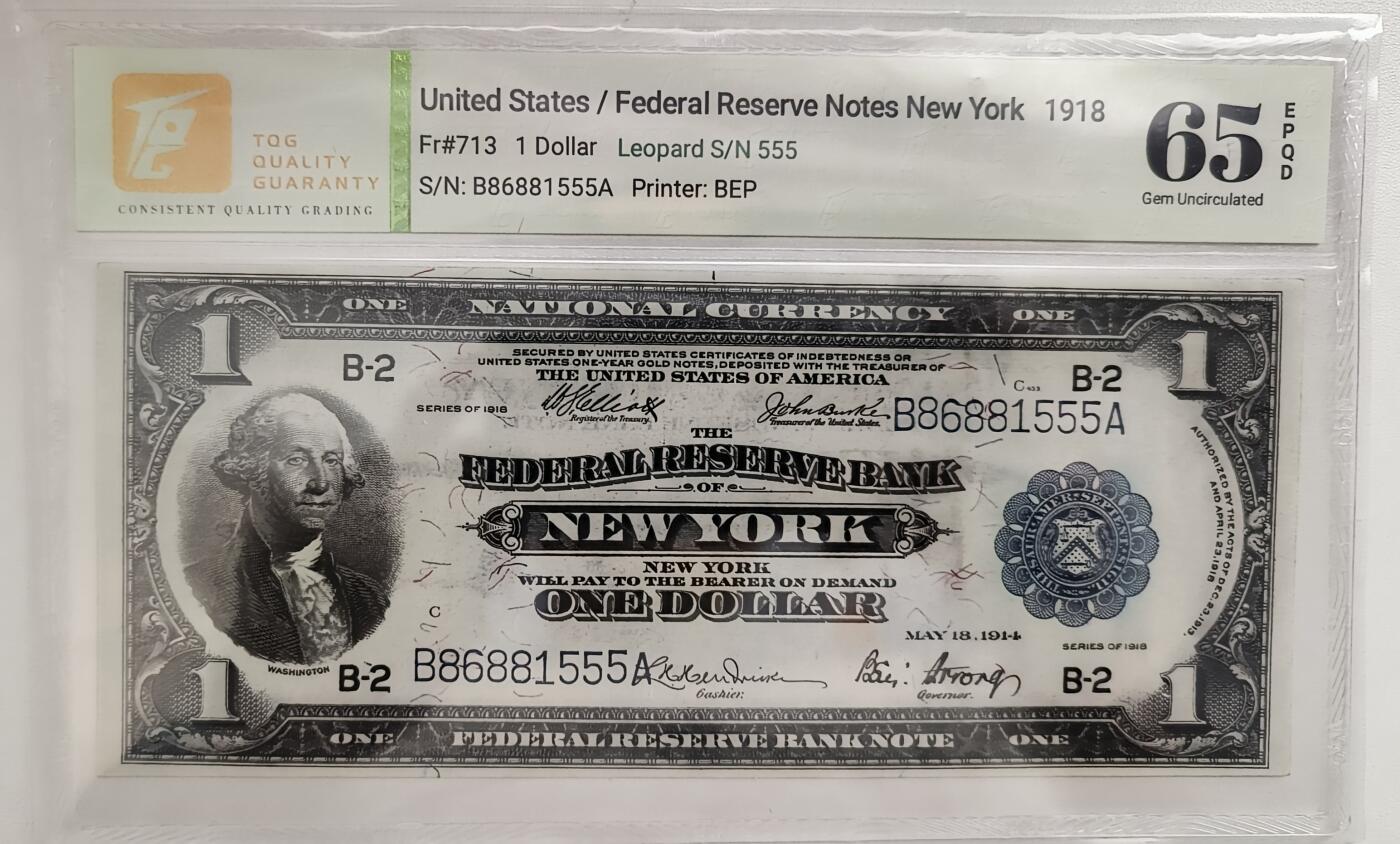 TQG
QUALITY
GUARANTY
CONSISTENT QUALITY GRADING
United States / Federal Reserve Notes New York 1918
Fr#713 1 Dollar Leopard S/N 555
S/N: B86881555A Printer: BEP
65
EPQD
Gem Uncirculated
ONE NATIONAL CURRENCY ONE
1 1
B-2 B-2
SECURED BY UNITED STATES CERTIFICATES OF INDEBTEDNESS OR
UNITED STATES ONE-YEAR GOLD NOTES, DEPOSITED WITH THE TREASURER OF
THE UNITED STATES OF AMERICA
C 433
SERIES OF 1918
Register of the Treasury.
John Burke
Treasurer of the United States.
B86881555A
THE
FEDERAL RESERVE BANK
OF
NEW YORK
NEW YORK
WILL PAY TO THE BEARER ON DEMAND
ONE DOLLAR
AUTHORIZED BY THE ACTS OF DEC. 23, 1913,
AND APRIL 23, 1918
C
MAY 18, 1914
SERIES OF 1918
WASHINGTON
B-2 B86881555A B-2
Cashier.
Benj: Strong
Governor.
1 1
ONE FEDERAL RESERVE BANK NOTE ONE